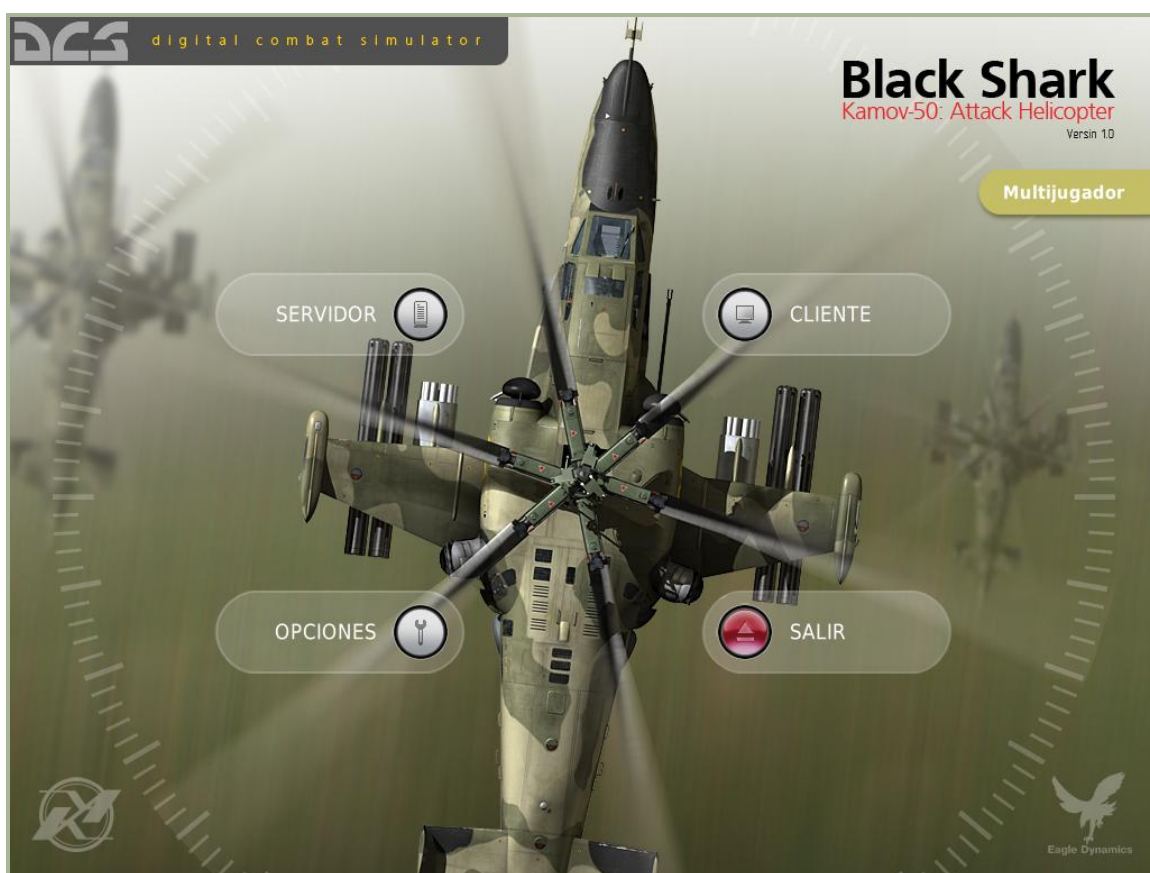 DCS digital combat simulator
Black Shark
Kamov-50: Attack Helicopter
Versin 1.0
Multijugador
SERVIDOR
CLIENTE
OPCIONES
SALIR
Eagle Dynamics